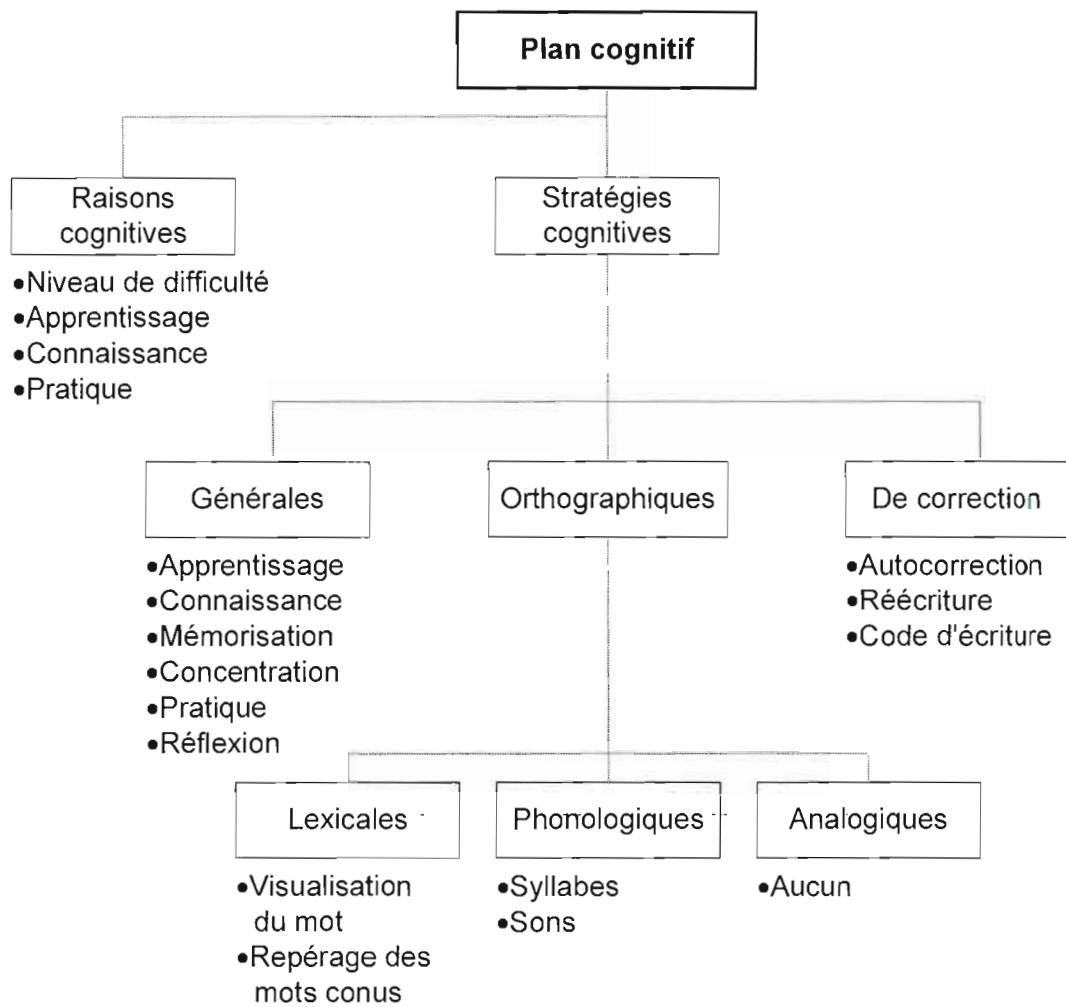 Plan cognitif
Raisons
cognitives
•Niveau de difficulté
•Apprentissage
•Connaissance
•Pratique
Stratégies
cognitives
Générales
•Apprentissage
•Connaissance
•Mémorisation
•Concentration
•Pratique
•Réflexion
Orthographiques
De correction
•Autocorrection
•Réécriture
•Code d'écriture
Lexicales
•Visualisation
du mot
•Repérage des
mots conus
Phonologiques
•Syllabes
•Sons
Analogiques
•Aucun